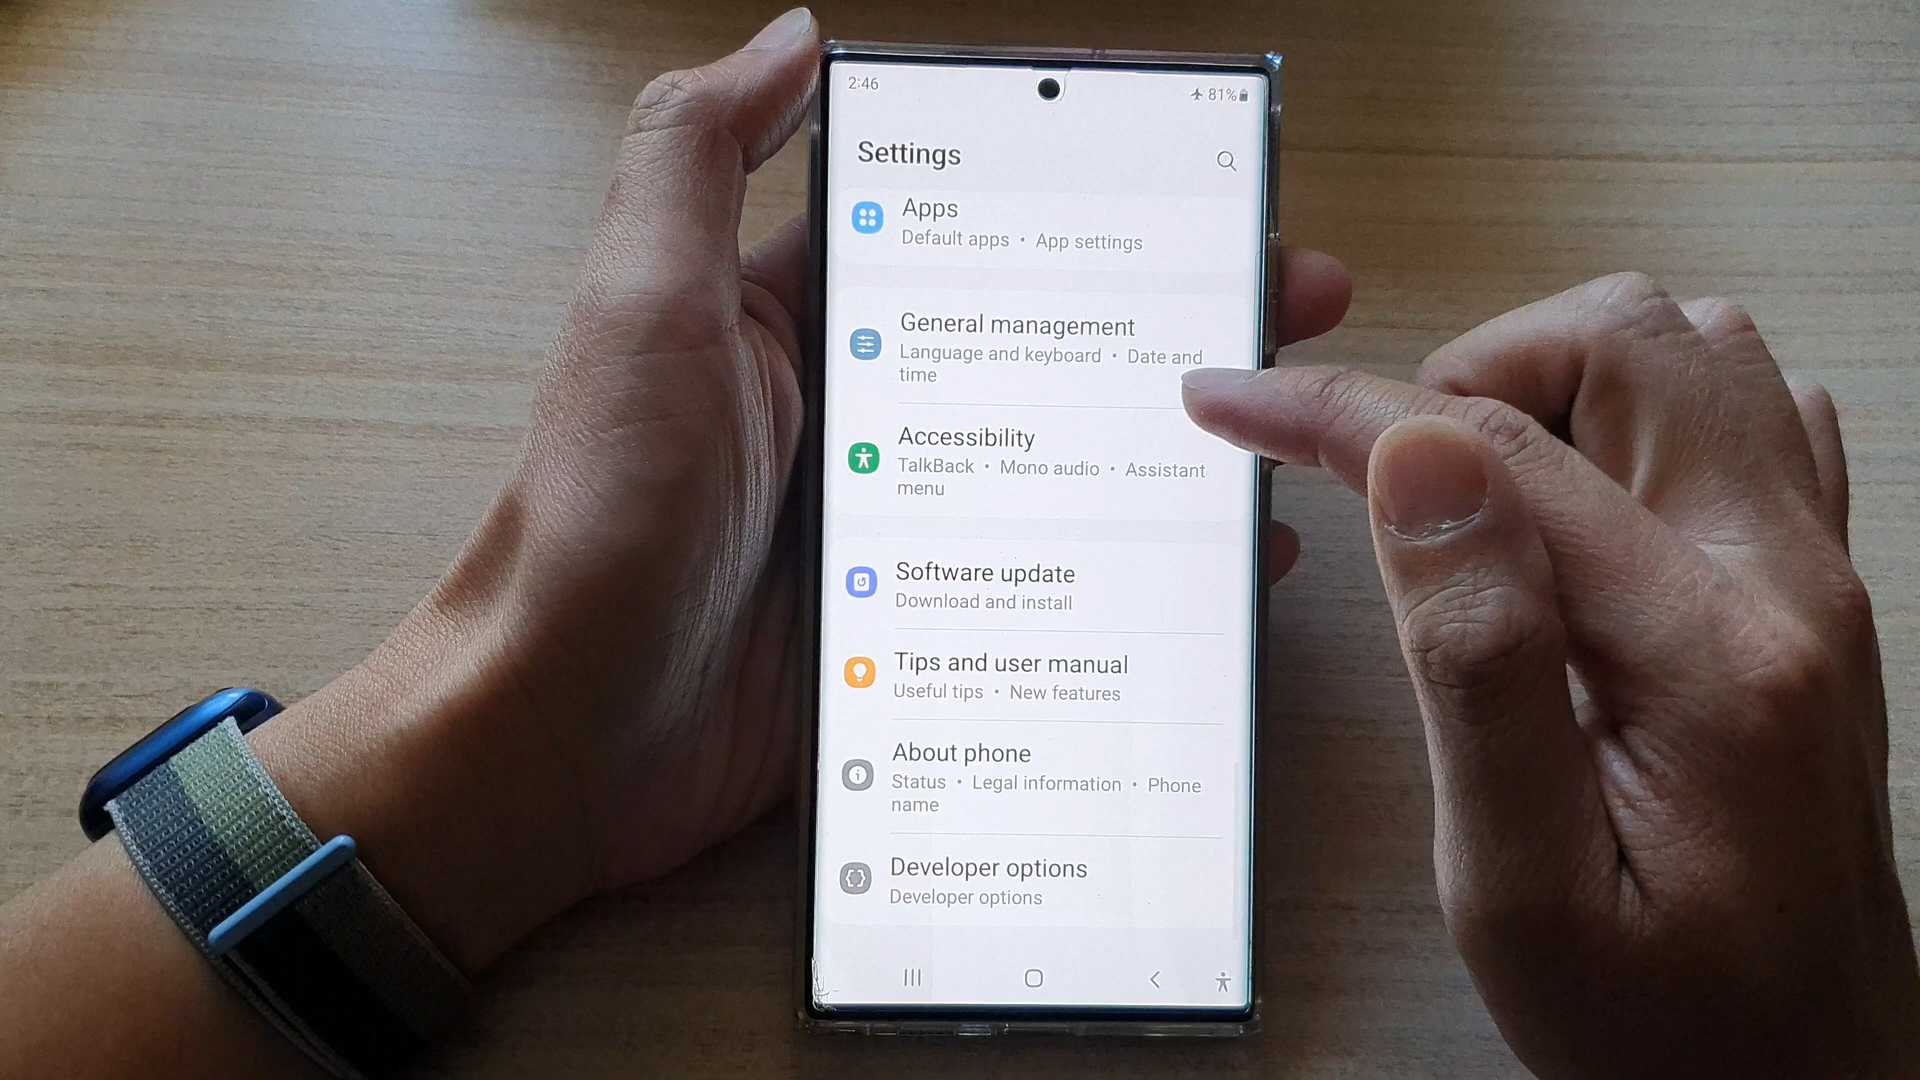 2:46
81%
Settings
Apps
Default apps • App settings
General management
Language and keyboard • Date and
time
Accessibility
TalkBack • Mono audio • Assistant
menu
Software update
Download and install
Tips and user manual
Useful tips • New features
About phone
Status • Legal information • Phone
name
Developer options
Developer options